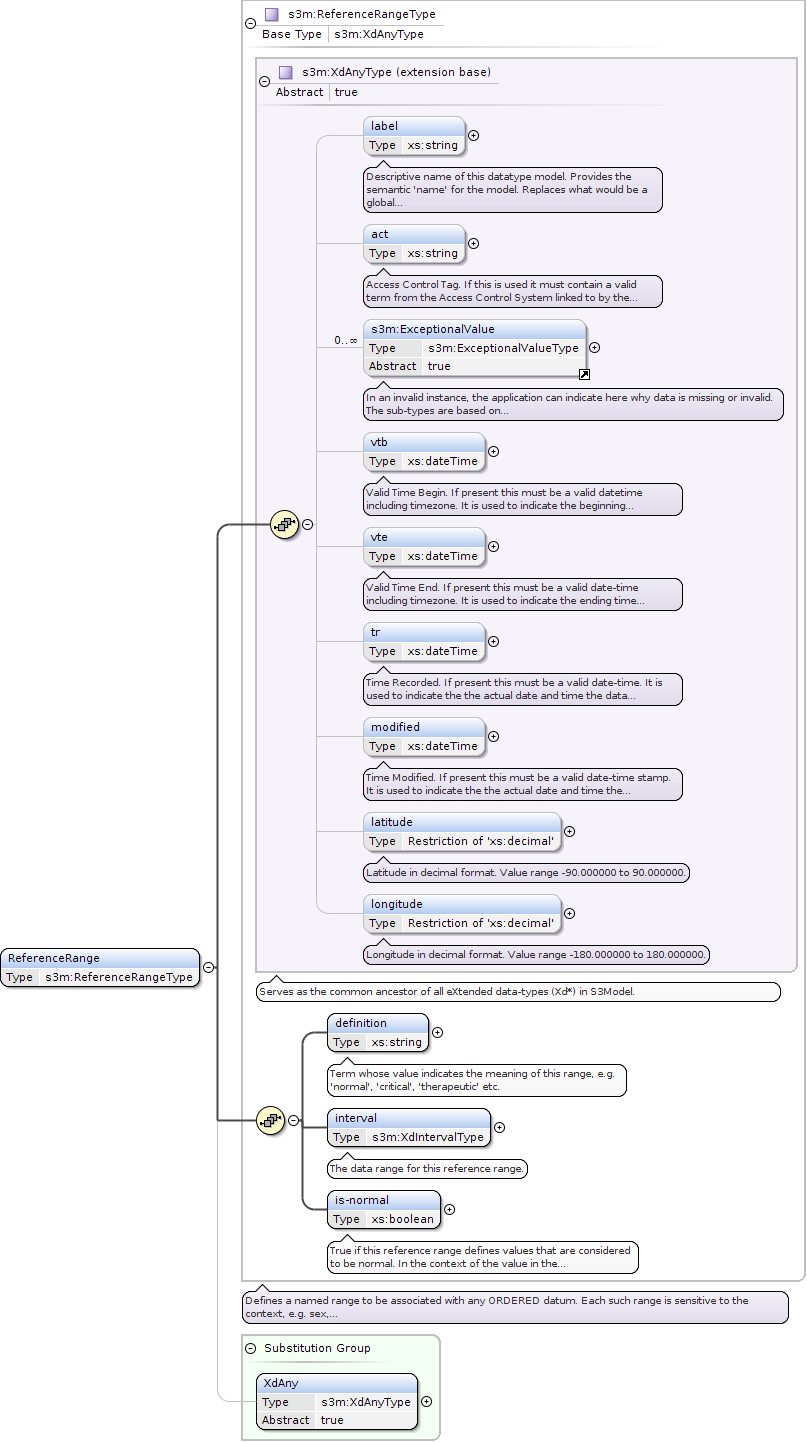 s3m:ReferenceRangeType
Base Type s3m:XdAnyType
s3m:XdAnyType (extension base)
Abstract true
label
Type xs:string
Descriptive name of this datatype model. Provides the
semantic 'name' for the model. Replaces what would be a
global...
act
Type xs:string
Access Control Tag. If this is used it must contain a valid
term from the Access Control System linked to by the...
0..∞
s3m:ExceptionalValue
Type s3m:ExceptionalValueType
Abstract true
In an invalid instance, the application can indicate here why data is missing or invalid.
The sub-types are based on...
vtb
Type xs:dateTime
Valid Time Begin. If present this must be a valid datetime
including timezone. It is used to indicate the beginning...
vte
Type xs:dateTime
Valid Time End. If present this must be a valid date-time
including timezone. It is used to indicate the ending time...
tr
Type xs:dateTime
Time Recorded. If present this must be a valid date-time. It is
used to indicate the the actual date and time the data...
modified
Type xs:dateTime
Time Modified. If present this must be a valid date-time stamp.
It is used to indicate the the actual date and time the...
latitude
Type Restriction of 'xs:decimal'
Latitude in decimal format. Value range -90.000000 to 90.000000.
longitude
Type Restriction of 'xs:decimal'
Longitude in decimal format. Value range -180.000000 to 180.000000.
ReferenceRange
Type s3m:ReferenceRangeType
Serves as the common ancestor of all eXtended data-types (Xd*) in S3Model.
definition
Type xs:string
Term whose value indicates the meaning of this range, e.g.
'normal', 'critical', 'therapeutic' etc.
interval
Type s3m:XdIntervalType
The data range for this reference range.
is-normal
Type xs:boolean
True if this reference range defines values that are considered
to be normal. In the context of the value in the...
Defines a named range to be associated with any ORDERED datum. Each such range is sensitive to the
context, e.g. sex,...
Substitution Group
XdAny
Type s3m:XdAnyType
Abstract true